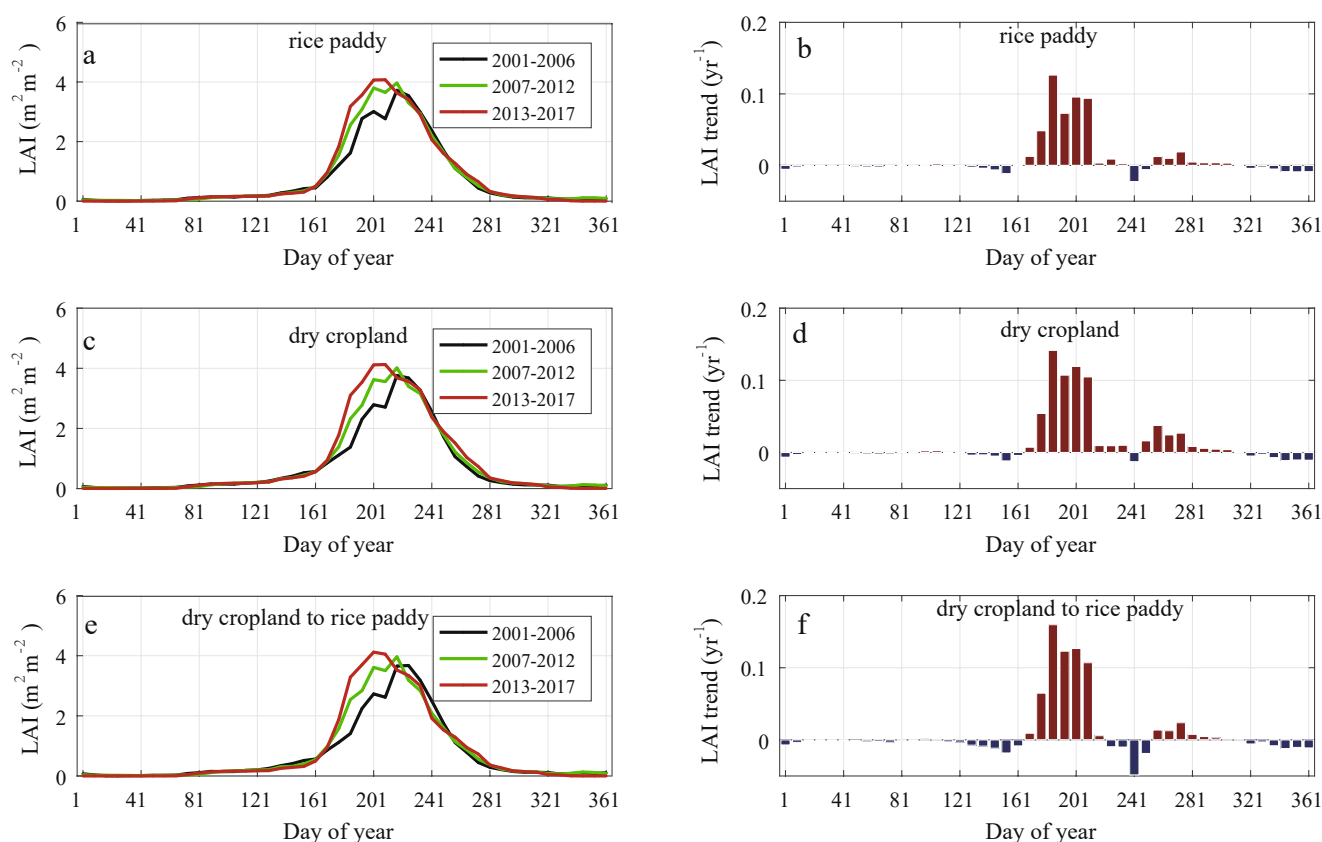 a
rice paddy
2001-2006
2007-2012
2013-2017
LAI (m² m⁻²)
6
4
2
0
1 41 81 121 161 201 241 281 321 361
Day of year
b
rice paddy
LAI trend (yr⁻¹)
0.2
0.1
0
1 41 81 121 161 201 241 281 321 361
Day of year
c
dry cropland
2001-2006
2007-2012
2013-2017
LAI (m² m⁻²)
6
4
2
0
1 41 81 121 161 201 241 281 321 361
Day of year
d
dry cropland
LAI trend (yr⁻¹)
0.2
0.1
0
1 41 81 121 161 201 241 281 321 361
Day of year
e
dry cropland to rice paddy
2001-2006
2007-2012
2013-2017
LAI (m² m⁻²)
6
4
2
0
1 41 81 121 161 201 241 281 321 361
Day of year
f
dry cropland to rice paddy
LAI trend (yr⁻¹)
0.2
0.1
0
1 41 81 121 161 201 241 281 321 361
Day of year